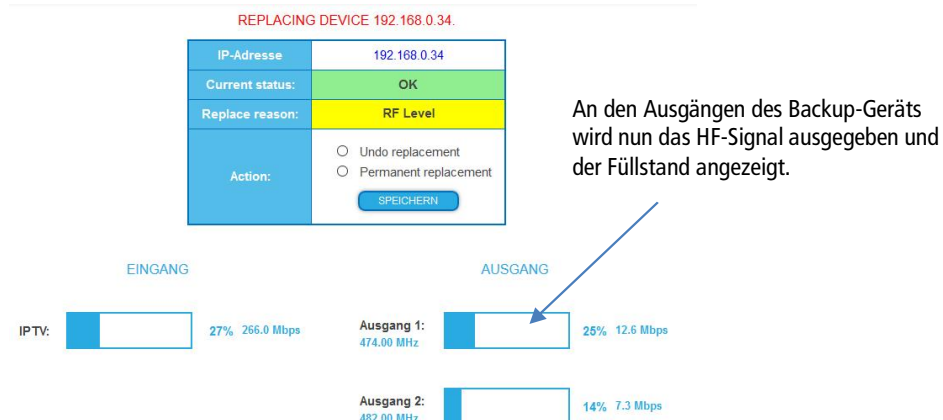 REPLACING DEVICE 192.168.0.34.
IP-Adresse 192.168.0.34
Current status: OK
Replace reason: RF Level
Action:
Undo replacement
Permanent replacement
SPEICHERN
An den Ausgängen des Backup-Geräts
wird nun das HF-Signal ausgegeben und
der Füllstand angezeigt.
EINGANG
AUSGANG
IPTV: 27% 266.0 Mbps
Ausgang 1: 25% 12.6 Mbps
474.00 MHz
Ausgang 2: 14% 7.3 Mbps
482.00 MHz